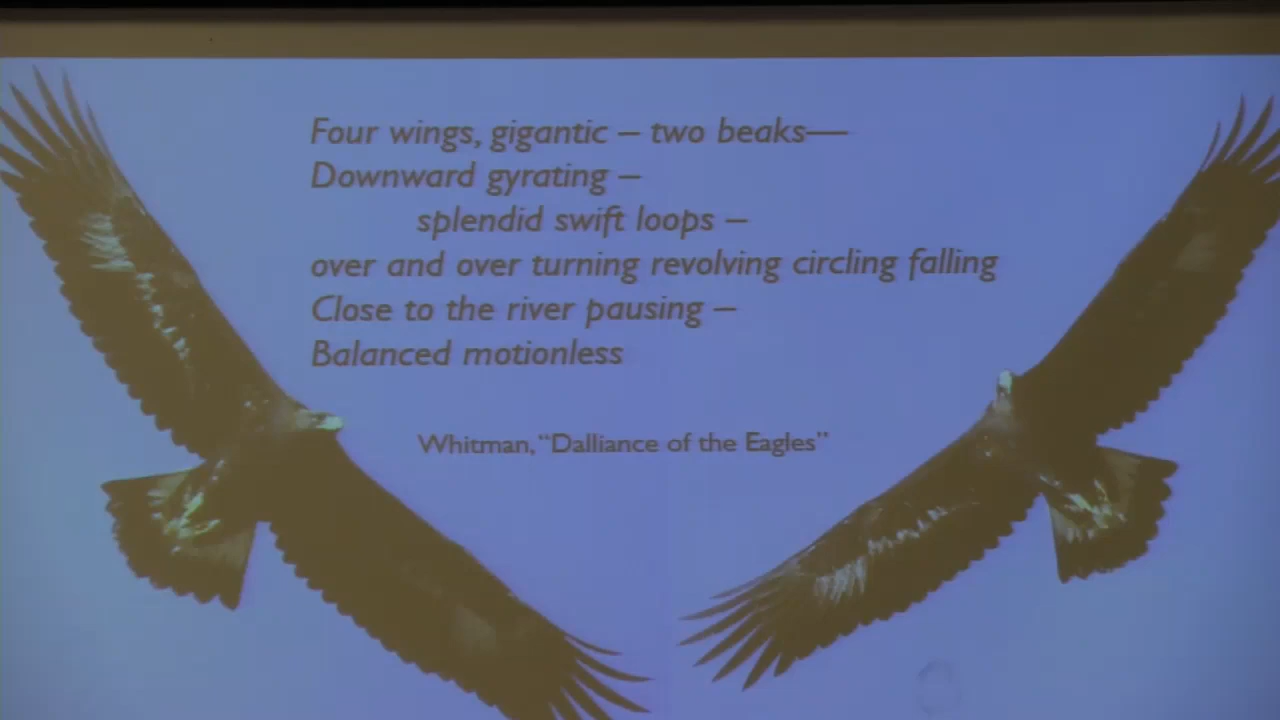 Four wings, gigantic – two beaks—
Downward gyrating –
splendid swift loops –
over and over turning revolving circling falling
Close to the river pausing –
Balanced motionless
Whitman, “Dalliance of the Eagles”